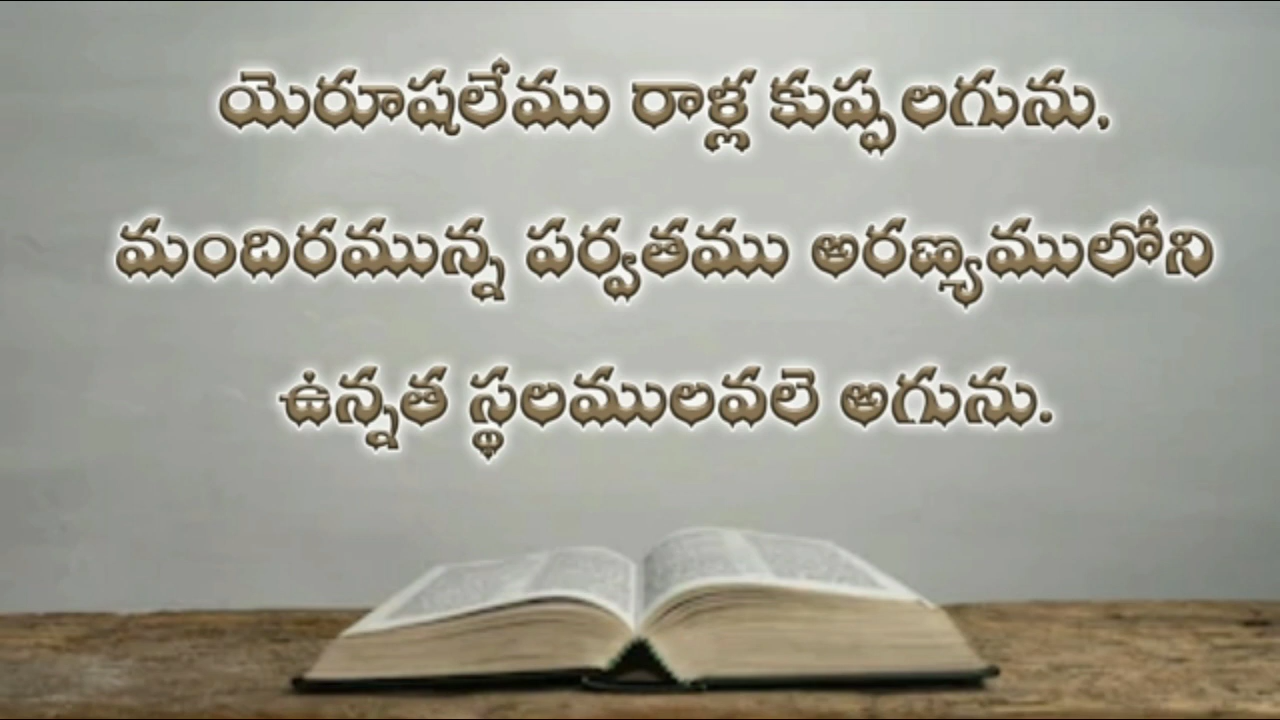 యెరూషలేము రాళ్ల కుప్పలగును,
మందిరమున్న పర్వతము అరణ్యములోని
ఉన్నత స్థలములవలె అగును.